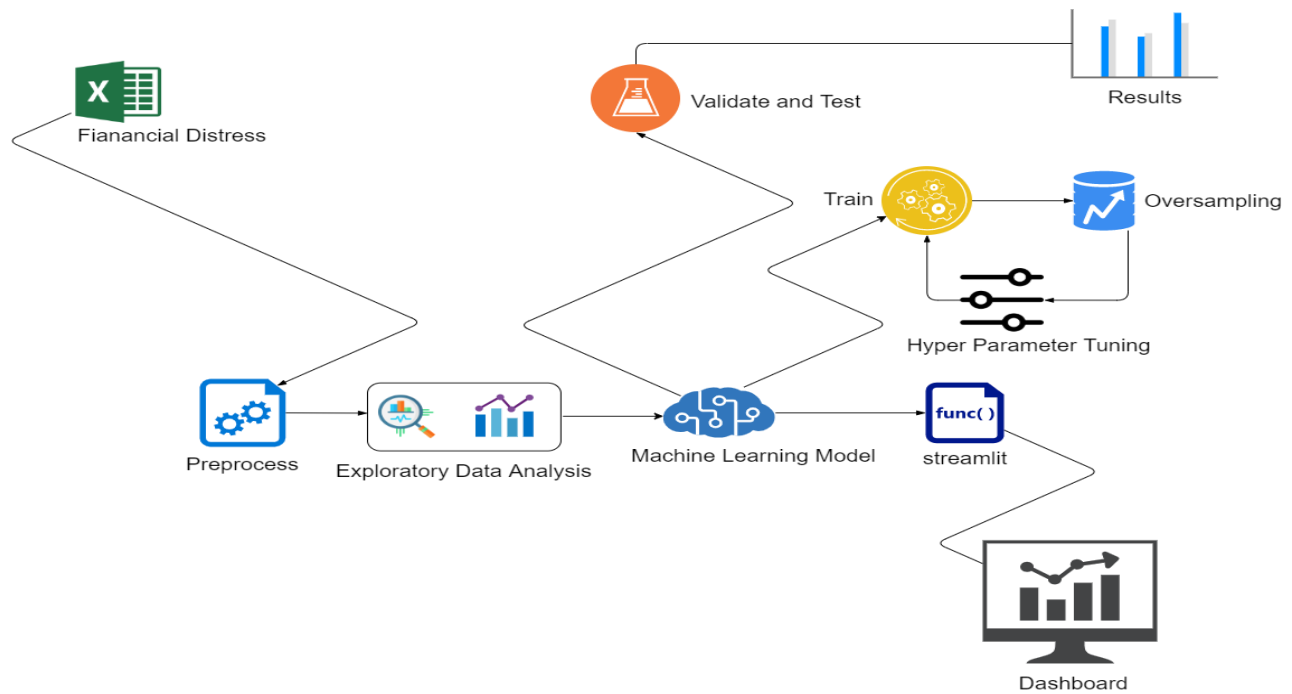 Results
Validate and Test
X
Fianancial Distress
Train
Oversampling
Hyper Parameter Tuning
Preprocess
Exploratory Data Analysis
Machine Learning Model
func( )
streamlit
Dashboard